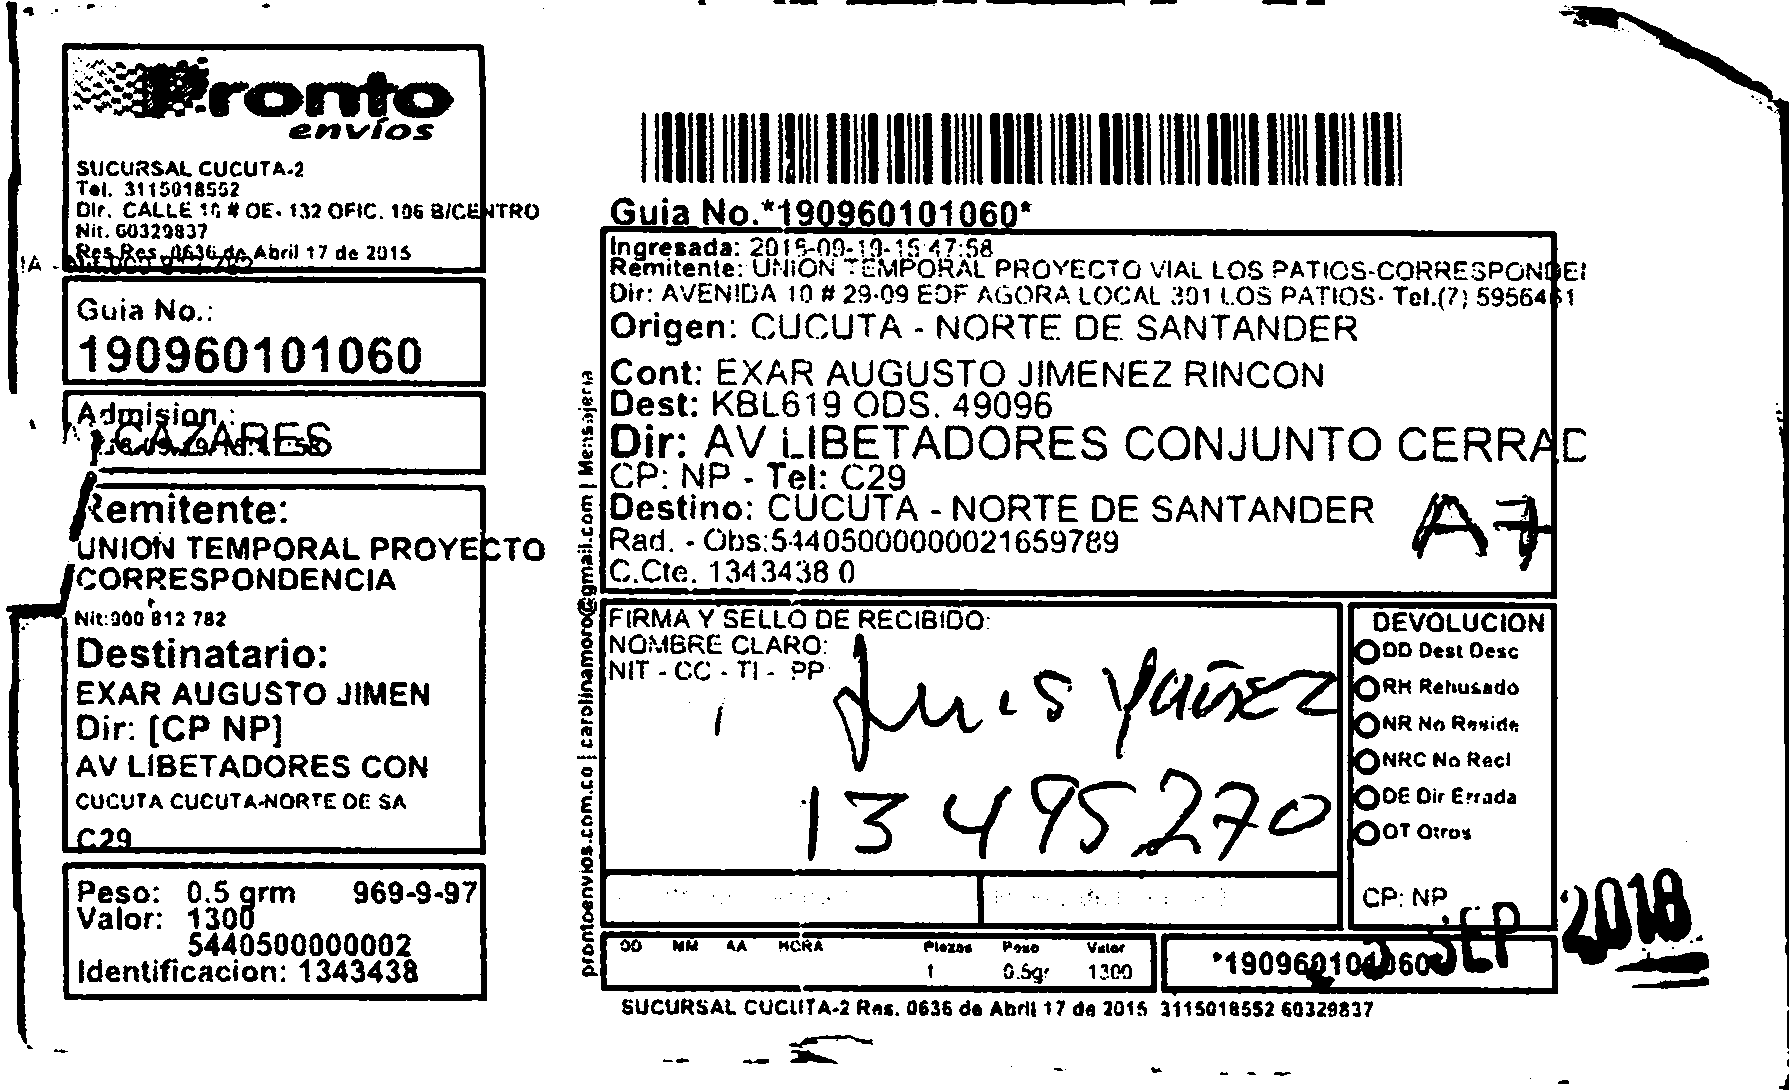 Pronto
envíos
SUCURSAL CUCUTA-2
Tel. 3115018552
Dir. CALLE 10 # OE- 132 OFIC. 106 B/CENTRO
Nit. 60329837
Res.Res. 0636 de Abril 17 de 2015
Guia No.:
190960101060
Admision :
CAZARES
Remitente:
UNION TEMPORAL PROYECTO
CORRESPONDENCIA
Nit:900 812 782
Destinatario:
EXAR AUGUSTO JIMEN
Dir: [CP NP]
AV LIBETADORES CON
CUCUTA CUCUTA-NORTE DE SA
C29
Peso: 0.5 grm 969-9-97
Valor: 1300
5440500000002
Identificacion: 1343438
prontoenvios.com.co | carolinamoro@gmail.com | Mensajeria
Guia No.*190960101060*
Ingresada: 15:47:58
Remitente: UNION TEMPORAL PROYECTO VIAL LOS PATIOS-CORRESPONDEI
Dir: AVENIDA 10 # 29-09 EDF AGORA LOCAL 301 LOS PATIOS- Tel.(7) 5956461
Origen: CUCUTA - NORTE DE SANTANDER
Cont: EXAR AUGUSTO JIMENEZ RINCON
Dest: KBL619 ODS. 49096
Dir: AV LIBETADORES CONJUNTO CERRAD
CP: NP - Tel: C29
Destino: CUCUTA - NORTE DE SANTANDER
A7
Rad. - Obs:54405000000021659789
C.Cte. 1343438 0
FIRMA Y SELLO DE RECIBIDO:
NOMBRE CLARO:
NIT - CC - TI - PP
Luis Yañez
13495270
DEVOLUCION
DD Dest Desc
RH Rehusado
NR No Reside
NRC No Recl
DE Dir Errada
OT Otros
CP: NP
SEP 2018
DD MM AA HORA Piezas Peso Valor
1 0.5gr 1300
*190960101060
SUCURSAL CUCUTA-2 Res. 0636 de Abril 17 de 2015 3115018552 60329837